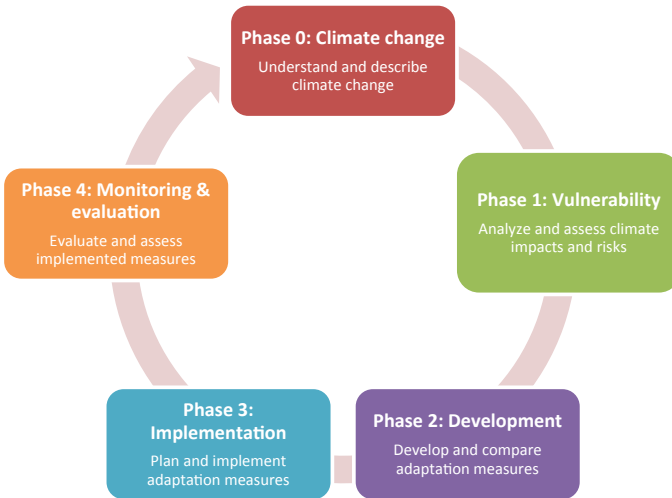 Phase 0: Climate change
Understand and describe
climate change
Phase 1: Vulnerability
Analyze and assess climate
impacts and risks
Phase 2: Development
Develop and compare
adaptation measures
Phase 3:
Implementation
Plan and implement
adaptation measures
Phase 4: Monitoring &
evaluation
Evaluate and assess
implemented measures